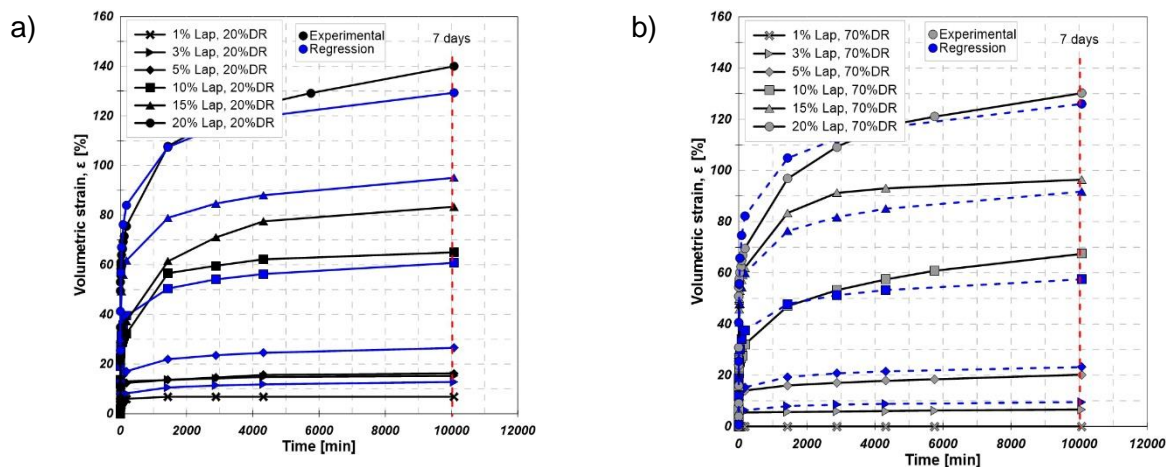 a)
160
140
120
100
80
60
40
20
0
Volumetric strain, ε [%]
1% Lap, 20%DR
3% Lap, 20%DR
5% Lap, 20%DR
10% Lap, 20%DR
15% Lap, 20%DR
20% Lap, 20%DR
Experimental
Regression
7 days
0 2000 4000 6000 8000 10000 12000
Time [min]
b)
160
140
120
100
80
60
40
20
0
Volumetric strain, ε [%]
1% Lap, 70%DR
3% Lap, 70%DR
5% Lap, 70%DR
10% Lap, 70%DR
15% Lap, 70%DR
20% Lap, 70%DR
Experimental
Regression
7 days
0 2000 4000 6000 8000 10000 12000
Time [min]